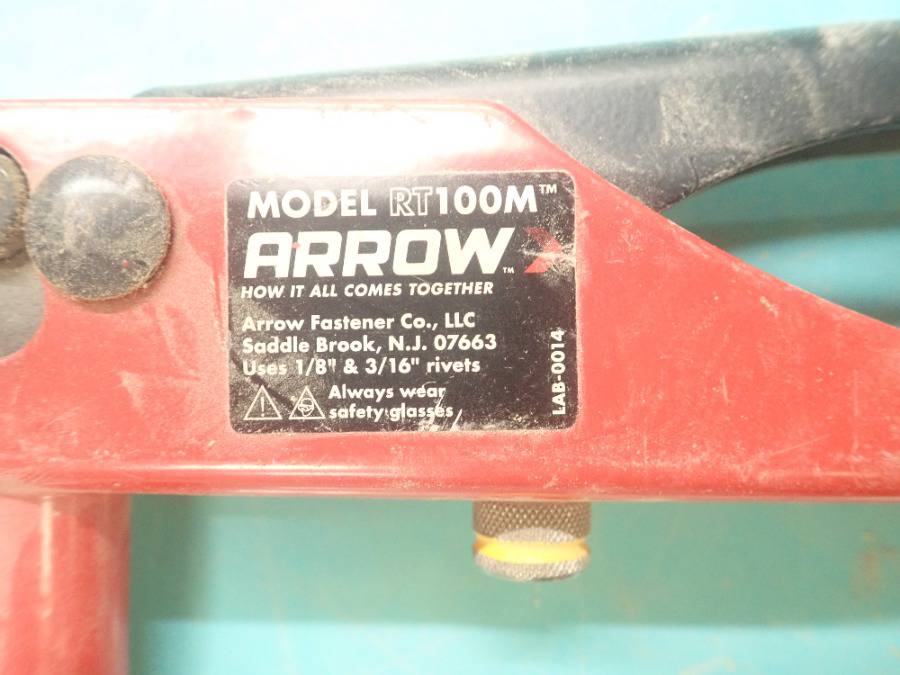 MODEL RT100M™
ARROW™
HOW IT ALL COMES TOGETHER
Arrow Fastener Co., LLC
Saddle Brook, N.J. 07663
Uses 1/8" & 3/16" rivets
Always wear
safety glasses
LAB-0014